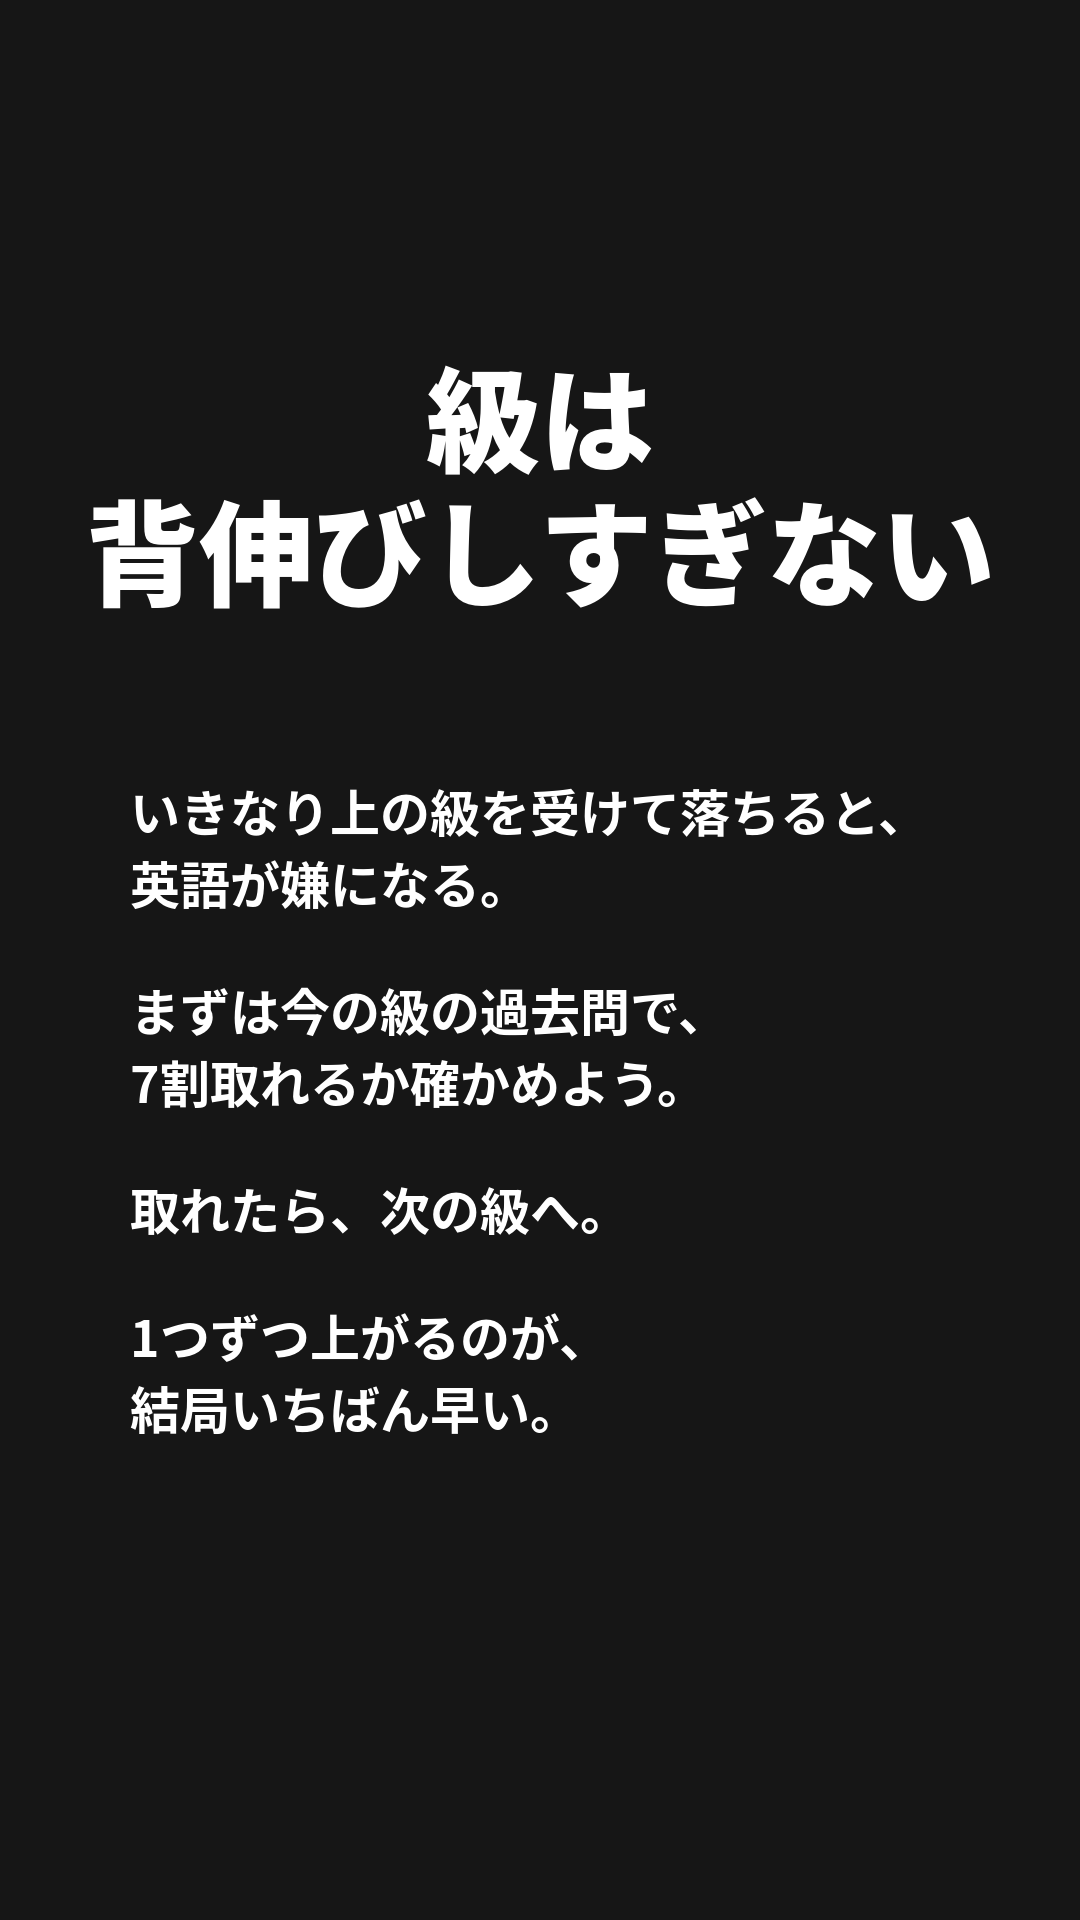 級は
背伸びしすぎない
いきなり上の級を受けて落ちると、
英語が嫌になる。
まずは今の級の過去問で、
7割取れるか確かめよう。
取れたら、次の級へ。
1つずつ上がるのが、
結局いちばん早い。